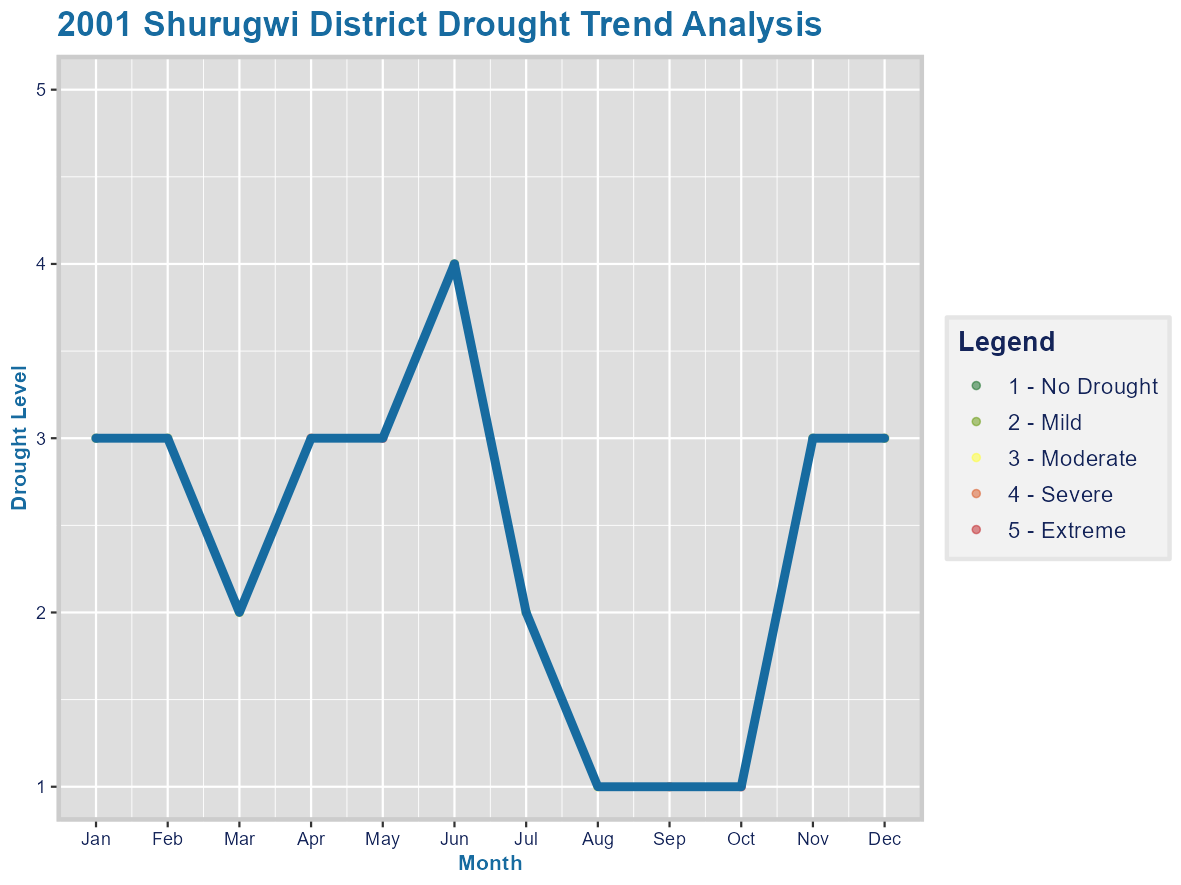 2001 Shurugwi District Drought Trend Analysis
5
4
3
2
1
Drought Level
Jan Feb Mar Apr May Jun Jul Aug Sep Oct Nov Dec
Month
Legend
1 - No Drought
2 - Mild
3 - Moderate
4 - Severe
5 - Extreme